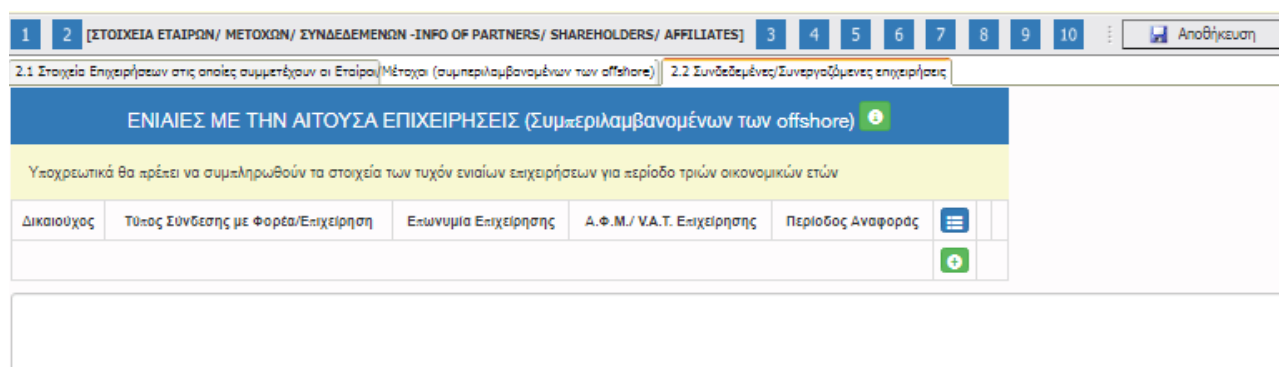 1 2 [ΣΤΟΙΧΕΙΑ ΕΤΑΙΡΩΝ/ ΜΕΤΟΧΩΝ/ ΣΥΝΔΕΔΕΜΕΝΩΝ -INFO OF PARTNERS/ SHAREHOLDERS/ AFFILIATES] 3 4 5 6 7 8 9 10 Αποθήκευση
2.1 Στοιχεία Επιχειρήσεων στις οποίες συμμετέχουν οι Εταίροι/Μέτοχοι (συμπεριλαμβανομένων των offshore) 2.2 Συνδεδεμένες/Συνεργαζόμενες επιχειρήσεις
ΕΝΙΑΙΕΣ ΜΕ ΤΗΝ ΑΙΤΟΥΣΑ ΕΠΙΧΕΙΡΗΣΕΙΣ (Συμπεριλαμβανομένων των offshore)
Υποχρεωτικά θα πρέπει να συμπληρωθούν τα στοιχεία των τυχόν ενιαίων επιχειρήσεων για περίοδο τριών οικονομικών ετών
Δικαιούχος Τύπος Σύνδεσης με Φορέα/Επιχείρηση Επωνυμία Επιχείρησης Α.Φ.Μ./ V.A.T. Επιχείρησης Περίοδος Αναφοράς